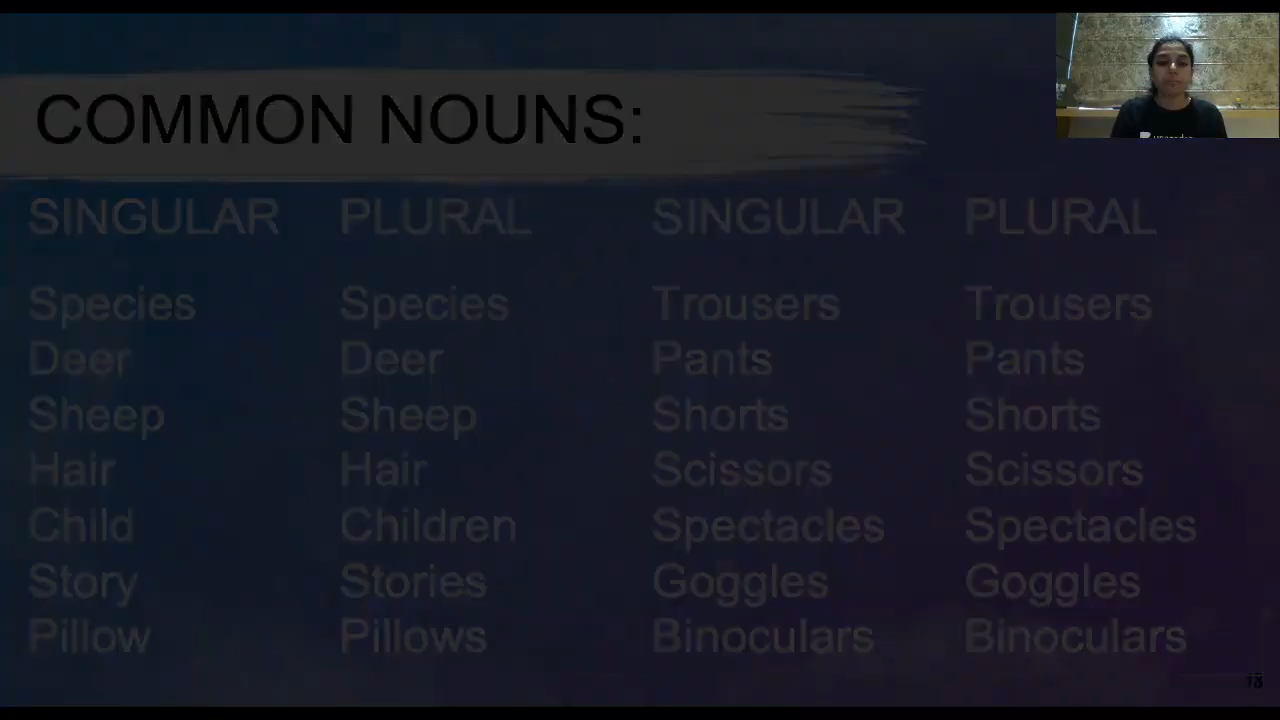 COMMON NOUNS:
SINGULAR PLURAL SINGULAR PLURAL
Species Species Trousers Trousers
Deer Deer Pants Pants
Sheep Sheep Shorts Shorts
Hair Hair Scissors Scissors
Child Children Spectacles Spectacles
Story Stories Goggles Goggles
Pillow Pillows Binoculars Binoculars